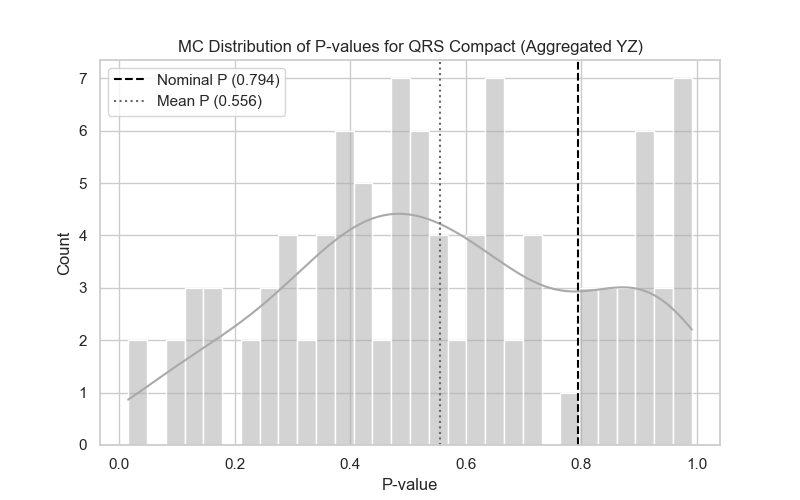 MC Distribution of P-values for QRS Compact (Aggregated YZ)
Nominal P (0.794)
Mean P (0.556)
7
6
5
4
3
2
1
0
Count
0.0 0.2 0.4 0.6 0.8 1.0
P-value